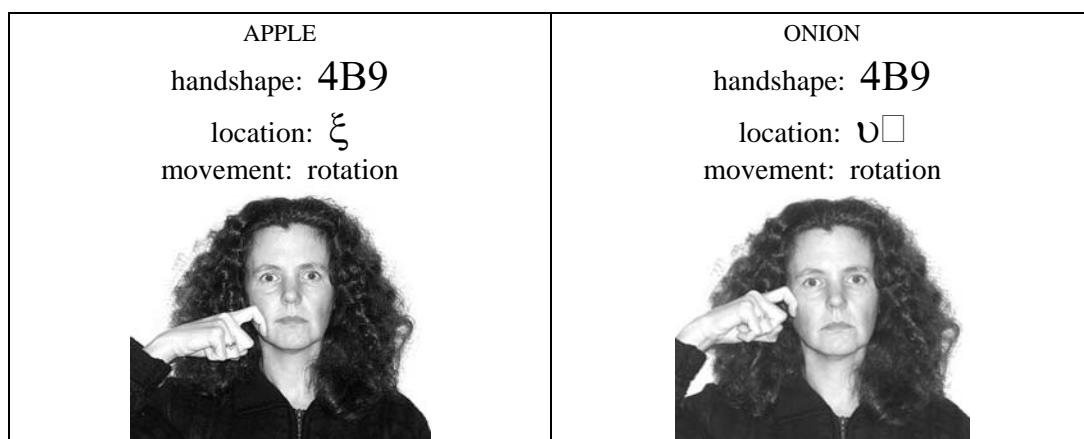 APPLE
handshape: 4B9
location: ξ
movement: rotation
ONION
handshape: 4B9
location: υ□
movement: rotation